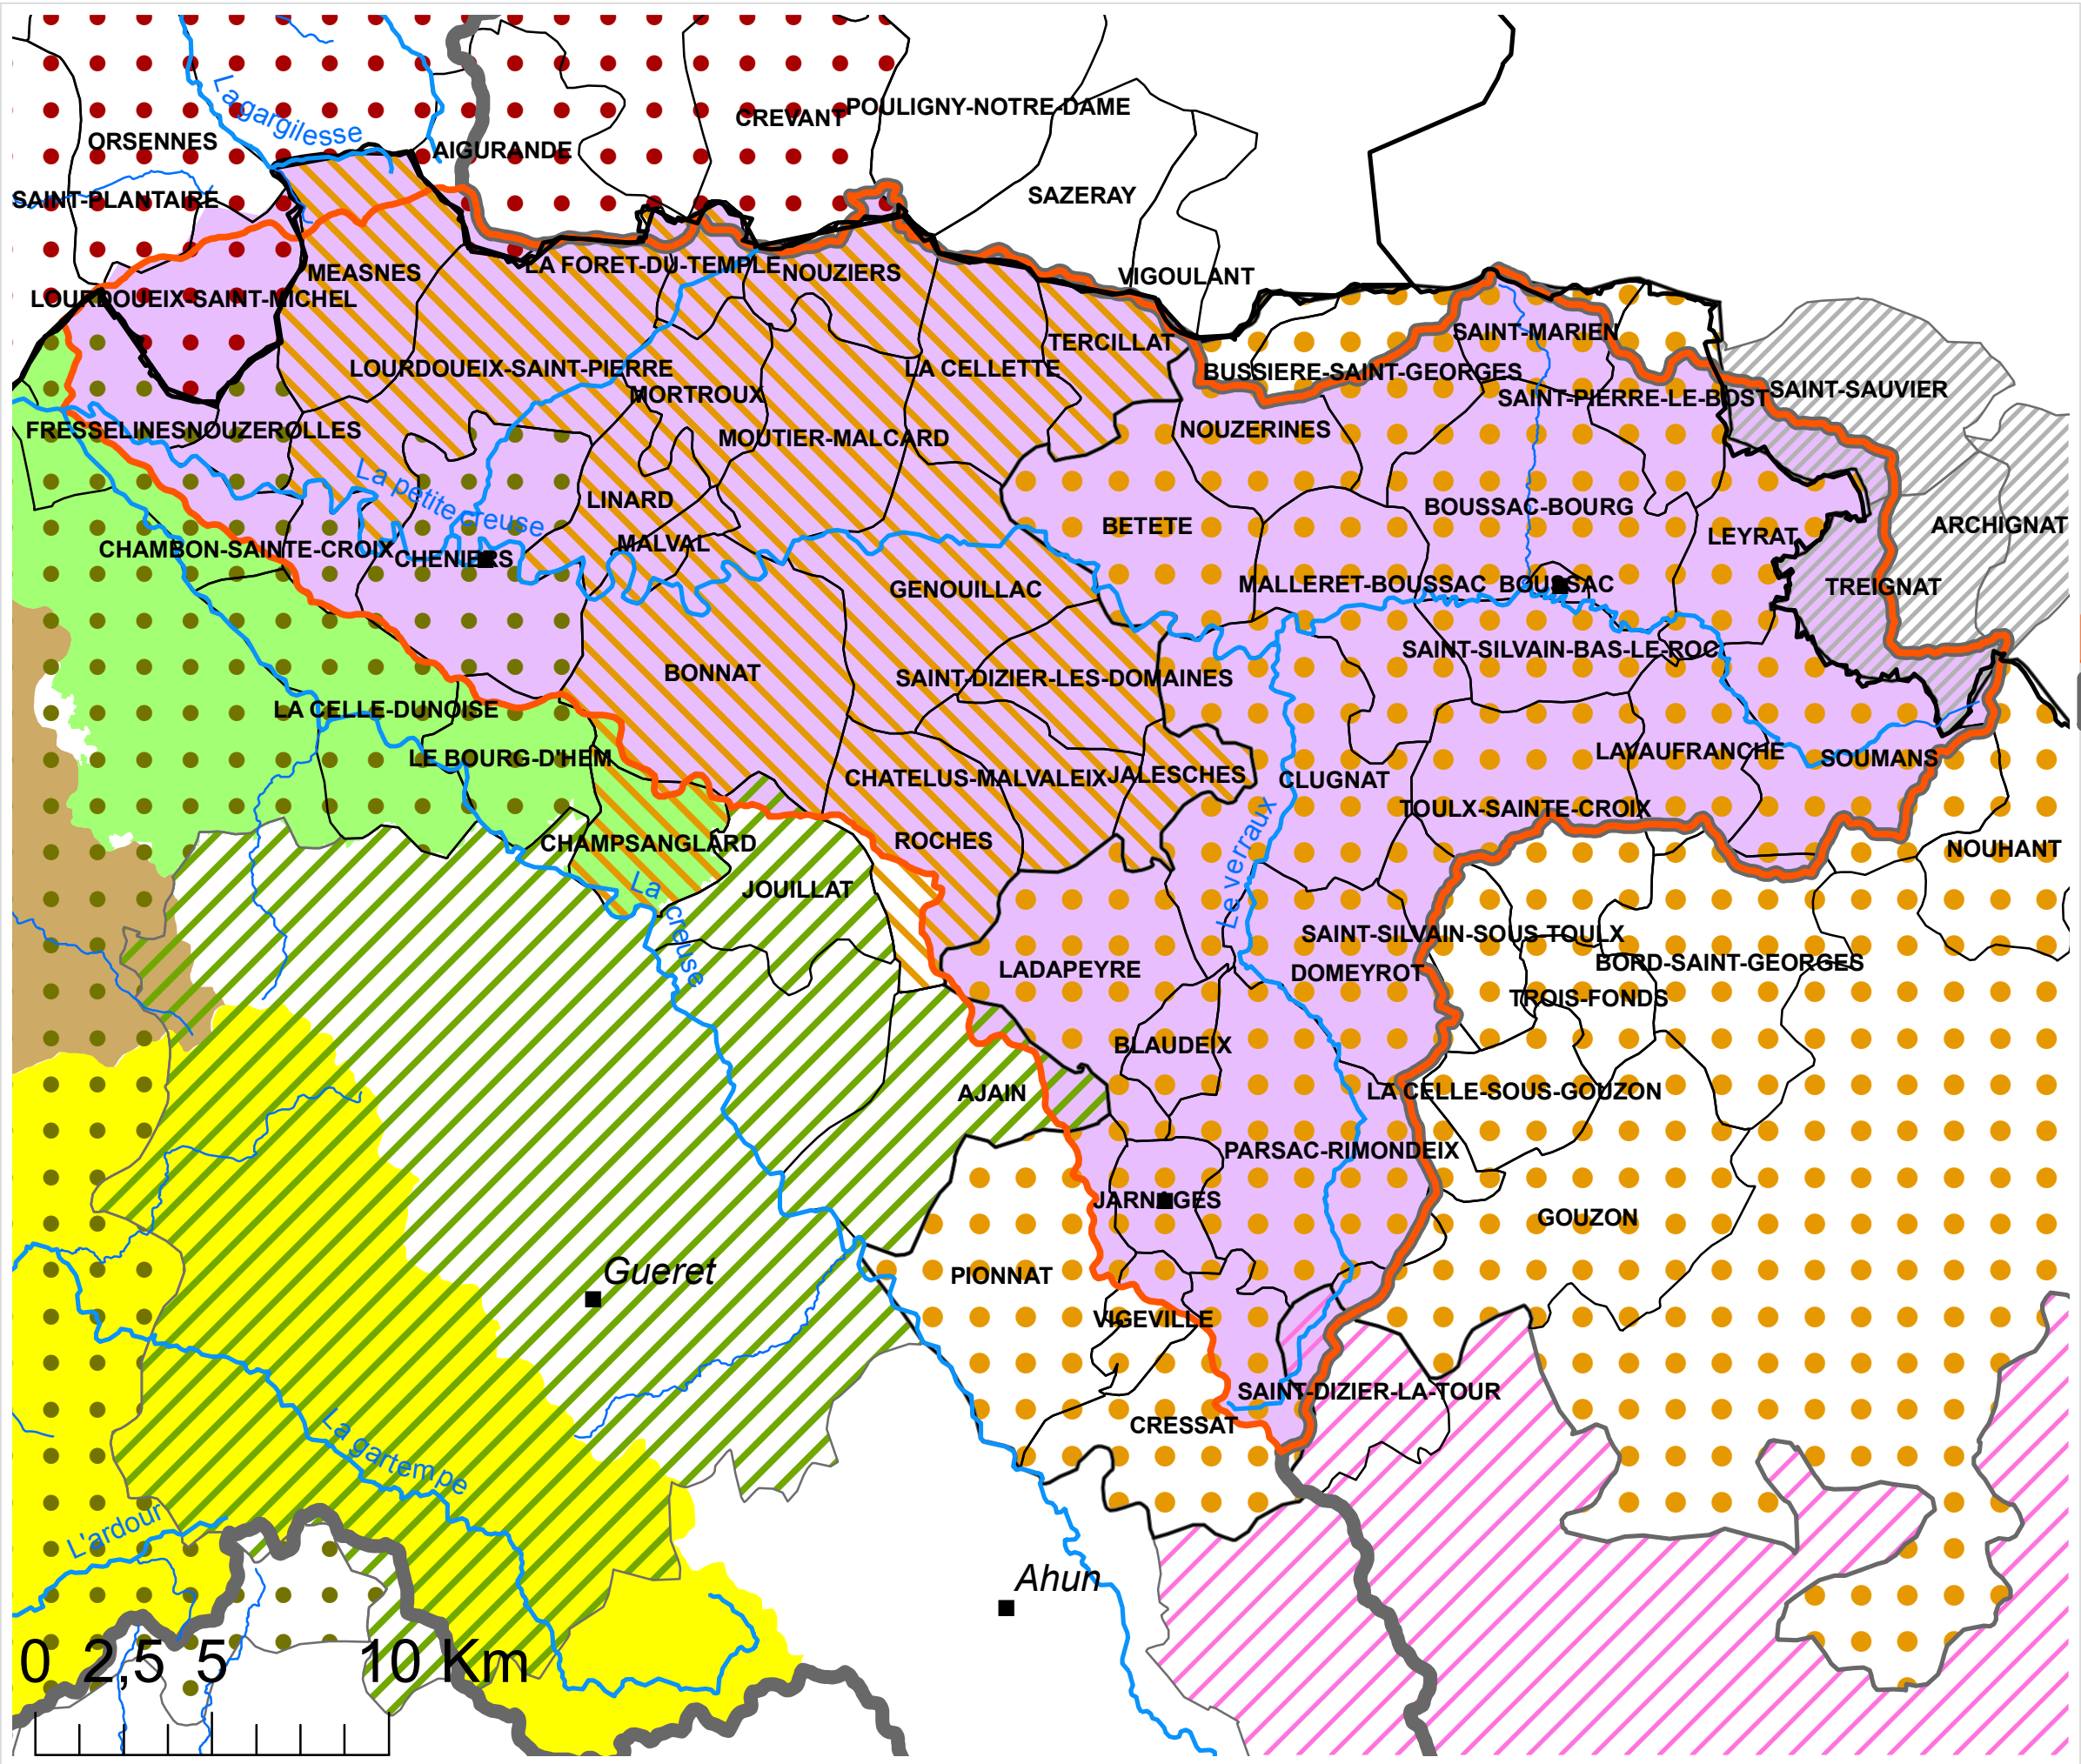 La gargilesse
CREVANT
POULIGNY-NOTRE-DAME
ORSENNES
AIGURANDE
SAINT-PLANTAIRE
SAZERAY
MEASNES
LA FORET-DU-TEMPLE
NOUZIERS
VIGOULANT
LOURDOUEIX-SAINT-MICHEL
SAINT-MARIEN
TERCILLAT
LOURDOUEIX-SAINT-PIERRE
LA CELLETTE
BUSSIERE-SAINT-GEORGES
MORTROUX
SAINT-PIERRE-LE-BOST
SAINT-SAUVIER
FRESSELINES
NOUZEROLLES
MOUTIER-MALCARD
NOUZERINES
La petite creuse
LINARD
BOUSSAC-BOURG
BETETE
LEYRAT
ARCHIGNAT
CHAMBON-SAINTE-CROIX
CHENIERS
MALVAL
GENOUILLAC
MALLERET-BOUSSAC
BOUSSAC
TREIGNAT
BONNAT
SAINT-DIZIER-LES-DOMAINES
SAINT-SILVAIN-BAS-LE-ROC
LA CELLE-DUNOISE
LE BOURG-D'HEM
CHATELUS-MALVALEIX
JALESCHES
CLUGNAT
LAVAUFRANCHE
SOUMANS
TOULX-SAINTE-CROIX
CHAMPSANGLARD
ROCHES
NOUHANT
Le verraux
La creuse
JOUILLAT
SAINT-SILVAIN-SOUS-TOULX
LADAPEYRE
DOMEYROT
BORD-SAINT-GEORGES
TROIS-FONDS
BLAUDEIX
AJAIN
LA CELLE-SOUS-GOUZON
PARSAC-RIMONDEIX
JARNAGES
GOUZON
Gueret
PIONNAT
VIGEVILLE
SAINT-DIZIER-LA-TOUR
CRESSAT
La gartempe
L'ardour
Ahun
0 2,5 5 10 Km